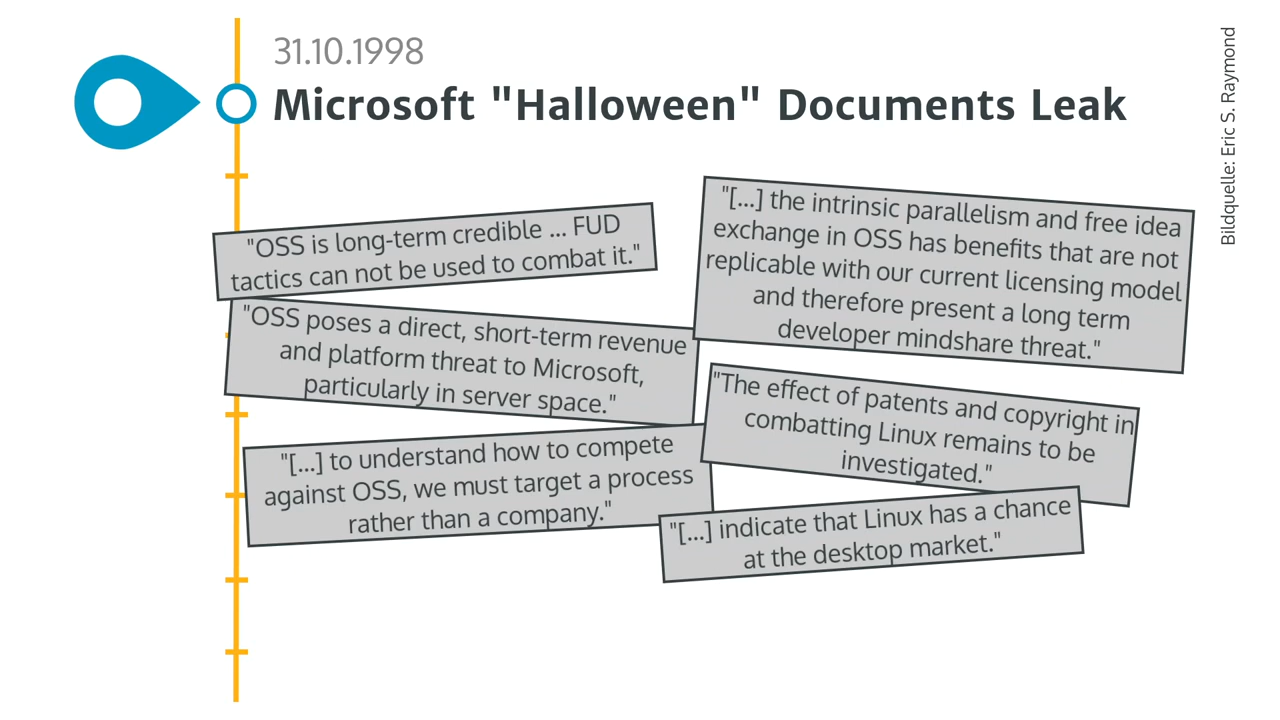 31.10.1998
Microsoft "Halloween" Documents Leak
"OSS is long-term credible ... FUD
tactics can not be used to combat it."
"OSS poses a direct, short-term revenue
and platform threat to Microsoft,
particularly in server space."
"[...] to understand how to compete
against OSS, we must target a process
rather than a company."
"[...] the intrinsic parallelism and free idea
exchange in OSS has benefits that are not
replicable with our current licensing model
and therefore present a long term
developer mindshare threat."
"The effect of patents and copyright in
combatting Linux remains to be
investigated."
"[...] indicate that Linux has a chance
at the desktop market."
Bildquelle: Eric S. Raymond